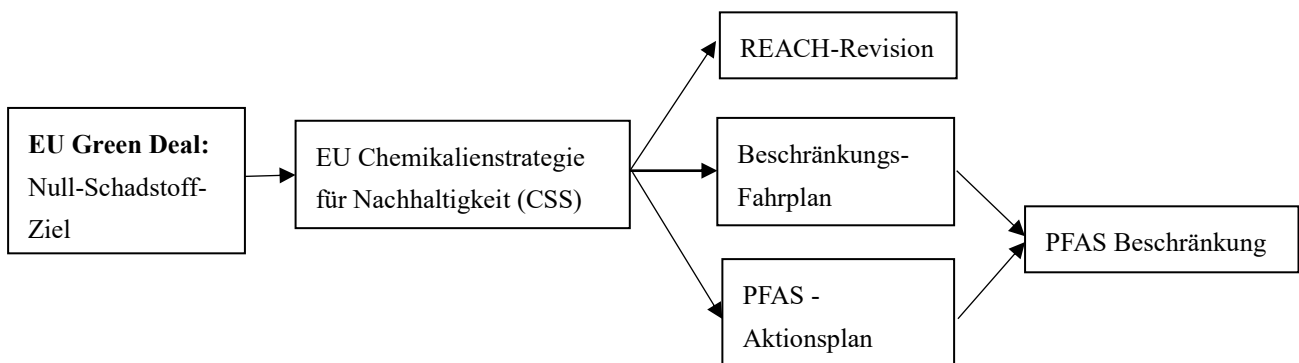 EU Green Deal:
Null-Schadstoff-
Ziel
EU Chemikalienstrategie
für Nachhaltigkeit (CSS)
REACH-Revision
Beschränkungs-
Fahrplan
PFAS -
Aktionsplan
PFAS Beschränkung